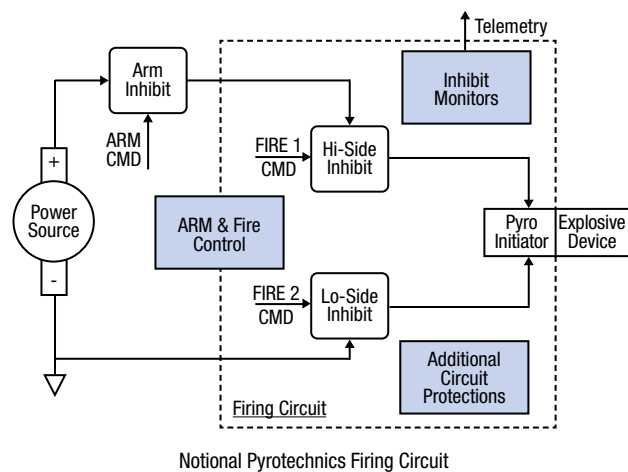 Telemetry
Arm
Inhibit
Inhibit
Monitors
ARM
CMD
FIRE 1
CMD
Hi-Side
Inhibit
+
Power
Source
-
ARM & Fire
Control
Pyro
Initiator
Explosive
Device
FIRE 2
CMD
Lo-Side
Inhibit
Additional
Circuit
Protections
Firing Circuit
Notional Pyrotechnics Firing Circuit